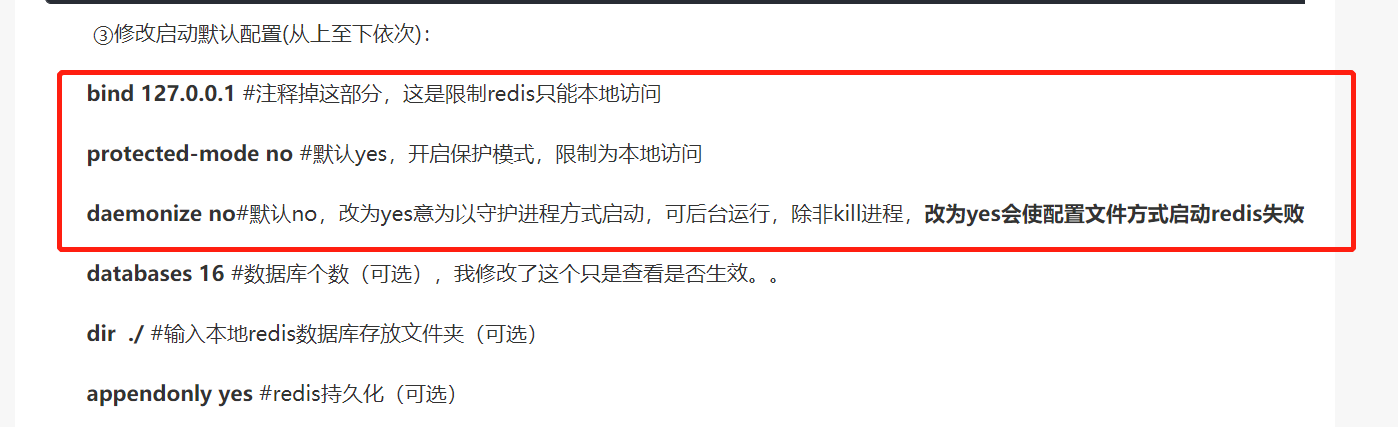 ③修改启动默认配置(从上至下依次)：
bind 127.0.0.1 #注释掉这部分，这是限制redis只能本地访问
protected-mode no #默认yes，开启保护模式，限制为本地访问
daemonize no#默认no，改为yes意为以守护进程方式启动，可后台运行，除非kill进程，改为yes会使配置文件方式启动redis失败
databases 16 #数据库个数（可选），我修改了这个只是查看是否生效。。
dir  ./ #输入本地redis数据库存放文件夹（可选）
appendonly yes #redis持久化（可选）